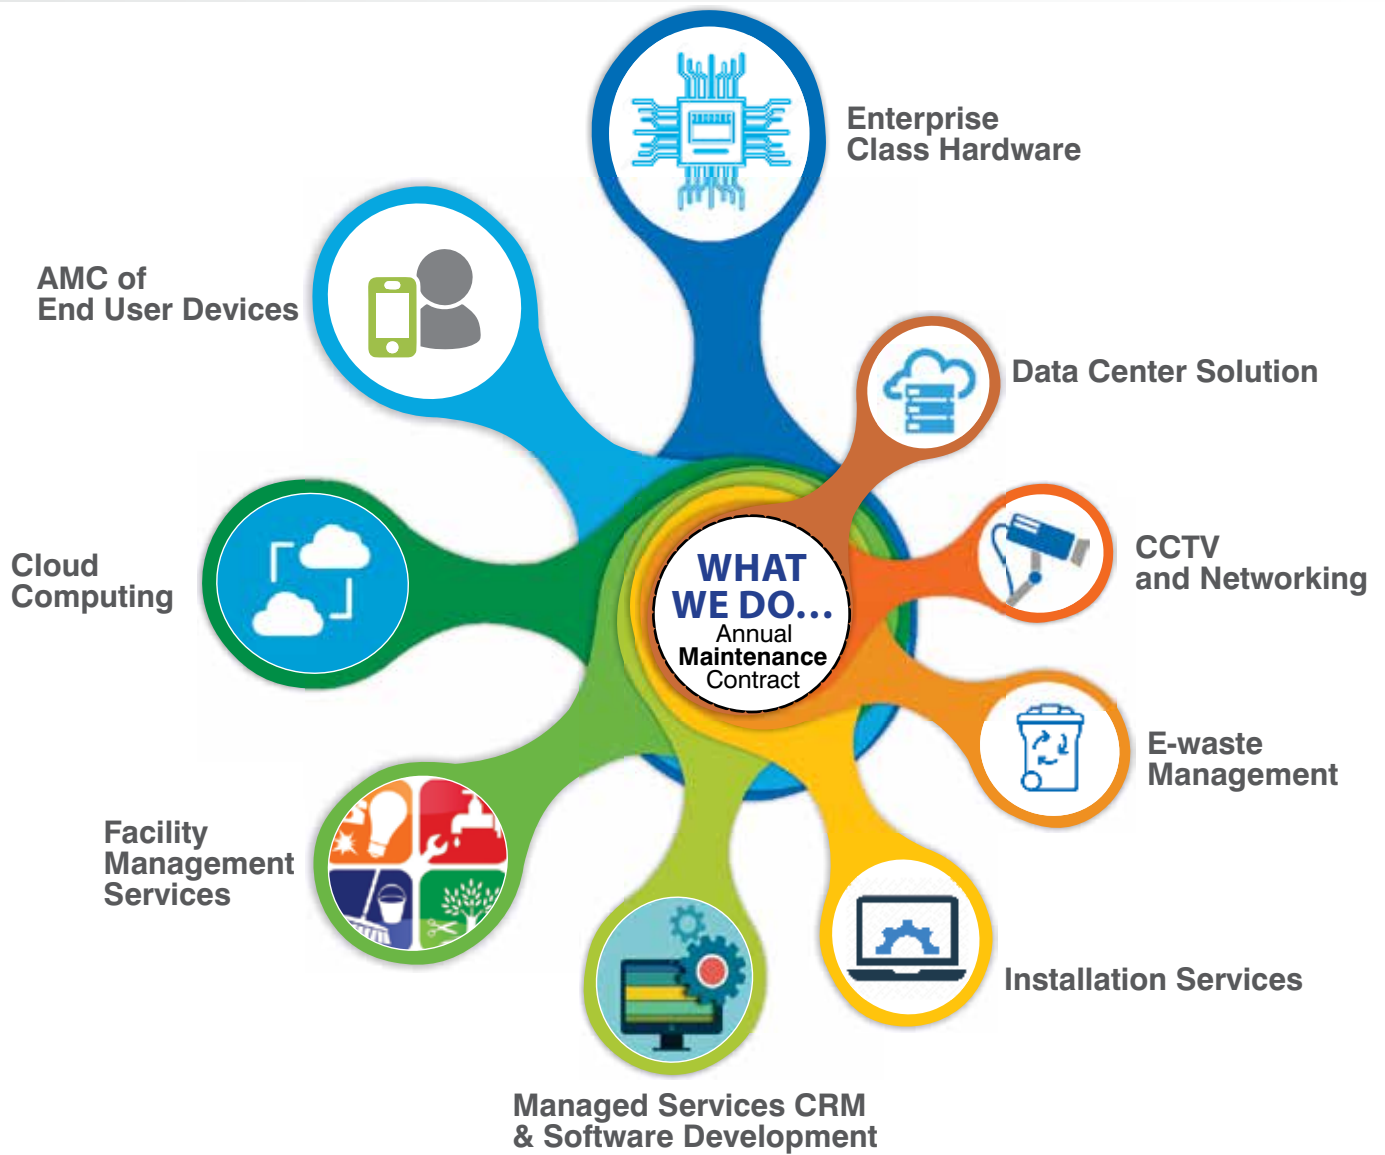 Enterprise
Class Hardware
AMC of
End User Devices
Data Center Solution
CCTV
and Networking
Cloud
Computing
WHAT
WE DO...
Annual
Maintenance
Contract
E-waste
Management
Facility
Management
Services
Installation Services
Managed Services CRM
& Software Development